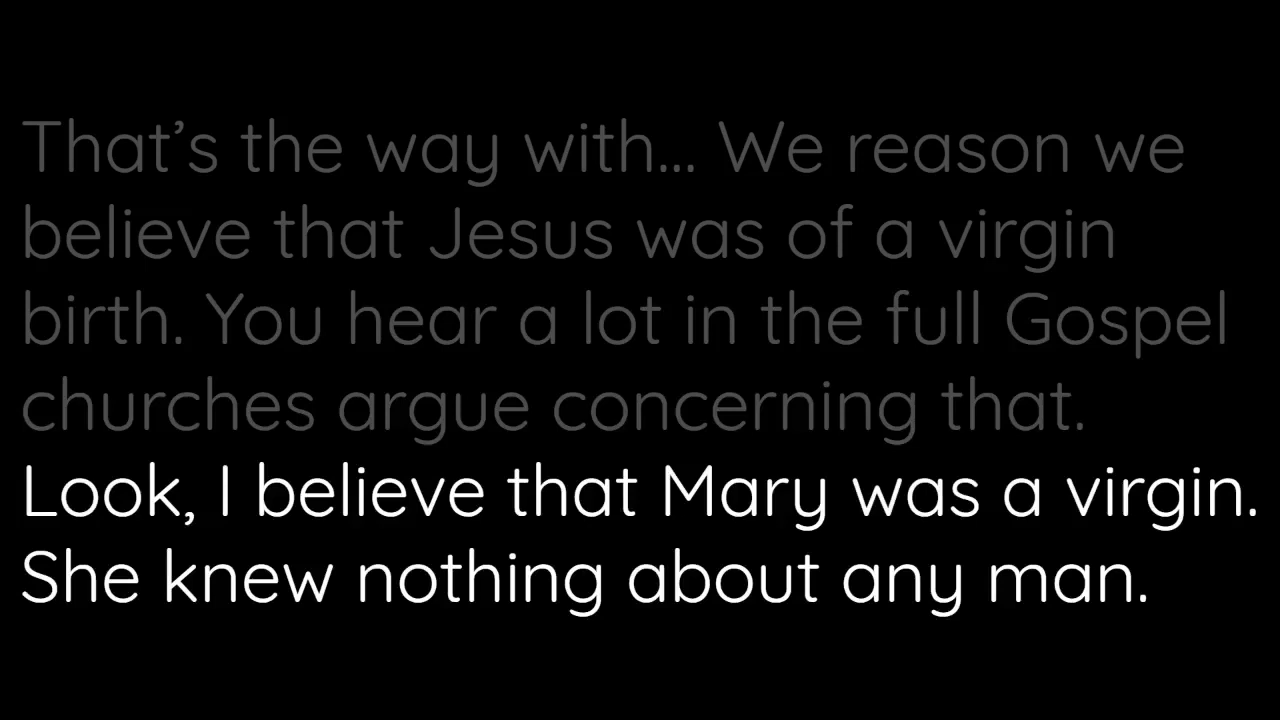 That’s the way with... We reason we
believe that Jesus was of a virgin
birth. You hear a lot in the full Gospel
churches argue concerning that.
Look, I believe that Mary was a virgin.
She knew nothing about any man.